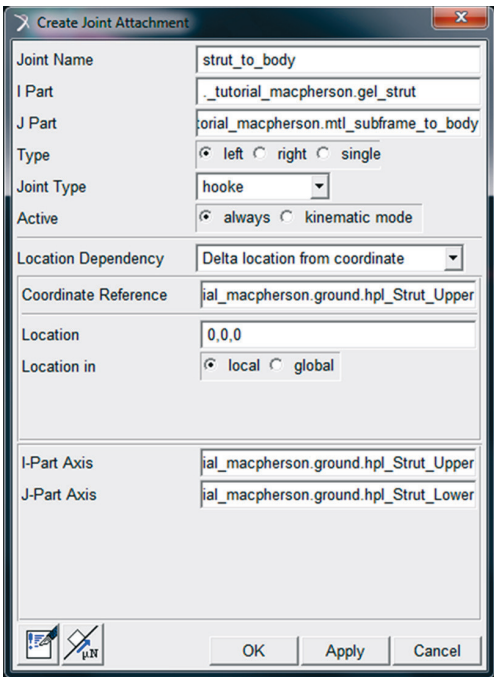 Create Joint Attachment
Joint Name strut_to_body
I Part ._tutorial_macpherson.gel_strut
J Part torial_macpherson.mtl_subframe_to_body
Type left right single
Joint Type hooke
Active always kinematic mode
Location Dependency Delta location from coordinate
Coordinate Reference ial_macpherson.ground.hpl_Strut_Upper
Location 0,0,0
Location in local global
I-Part Axis ial_macpherson.ground.hpl_Strut_Upper
J-Part Axis ial_macpherson.ground.hpl_Strut_Lower
μN OK Apply Cancel